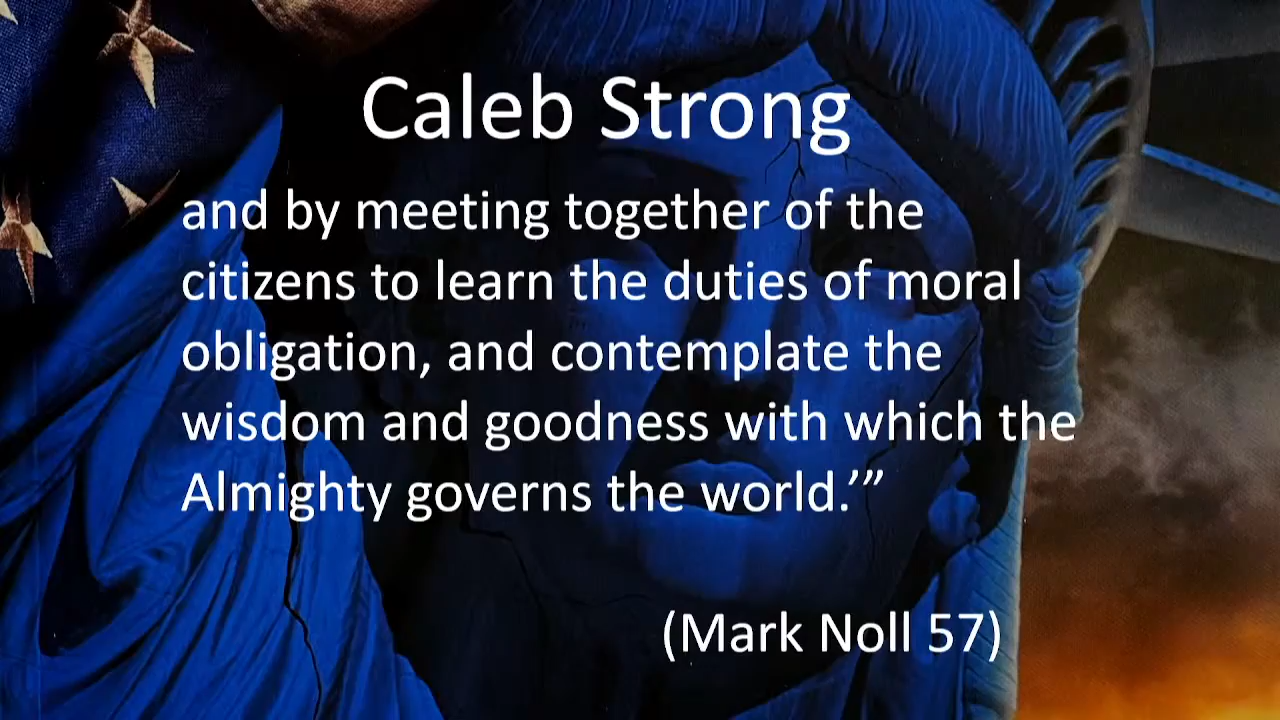 Caleb Strong
and by meeting together of the
citizens to learn the duties of moral
obligation, and contemplate the
wisdom and goodness with which the
Almighty governs the world.’”
(Mark Noll 57)